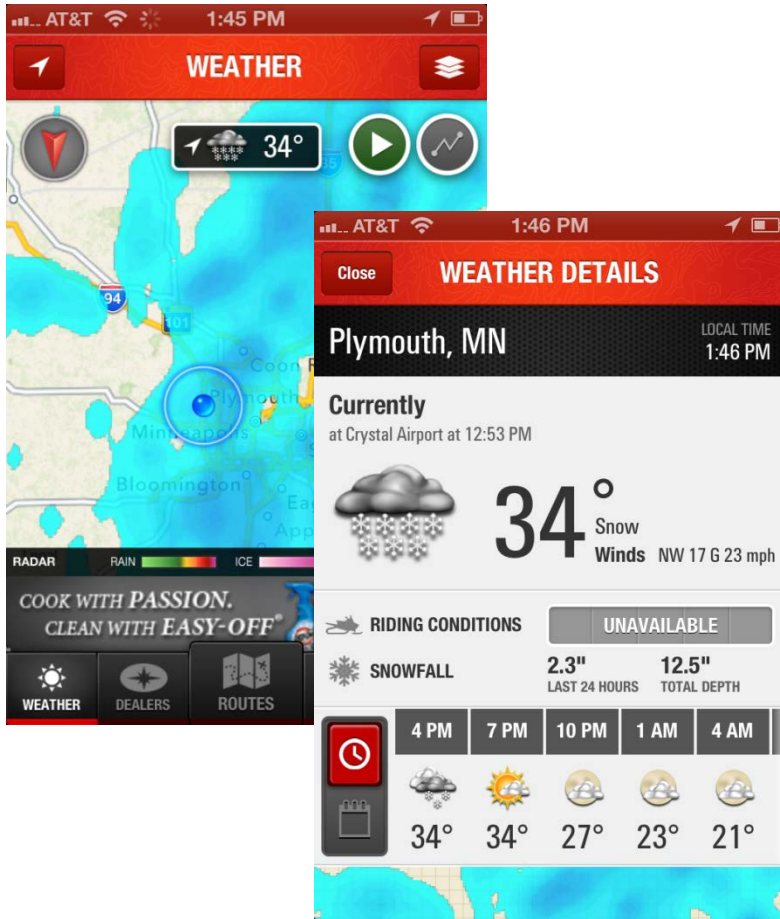 AT&T 1:45 PM
WEATHER
34°
35
94
101
Coon R
Plymouth
Minneapolis
Bloomington
Ea
App
RADAR RAIN ICE
COOK WITH PASSION.
CLEAN WITH EASY-OFF®
WEATHER DEALERS ROUTES
AT&T 1:46 PM
Close WEATHER DETAILS
Plymouth, MN
LOCAL TIME
1:46 PM
Currently
at Crystal Airport at 12:53 PM
34°
Snow
Winds NW 17 G 23 mph
RIDING CONDITIONS UNAVAILABLE
SNOWFALL 2.3" 12.5"
LAST 24 HOURS TOTAL DEPTH
4 PM 7 PM 10 PM 1 AM 4 AM
34° 34° 27° 23° 21°